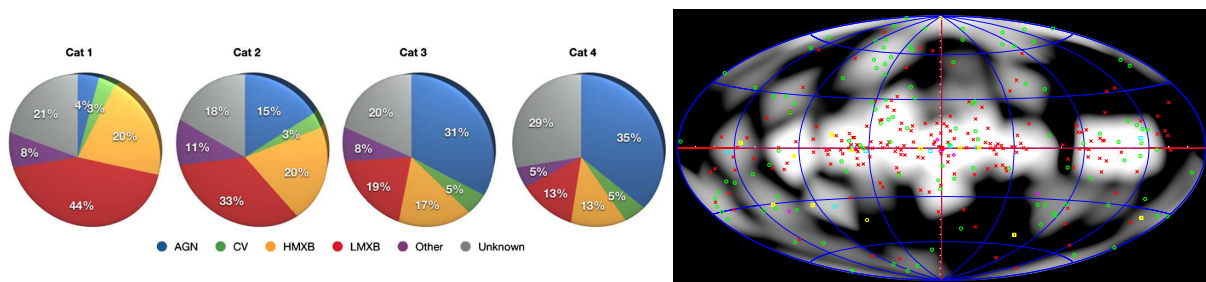 Cat 1 Cat 2 Cat 3 Cat 4
4% 3% 20% 44% 8% 21%
15% 3% 20% 33% 11% 18%
31% 5% 17% 19% 8% 20%
35% 5% 13% 13% 5% 29%
AGN CV HMXB LMXB Other Unknown